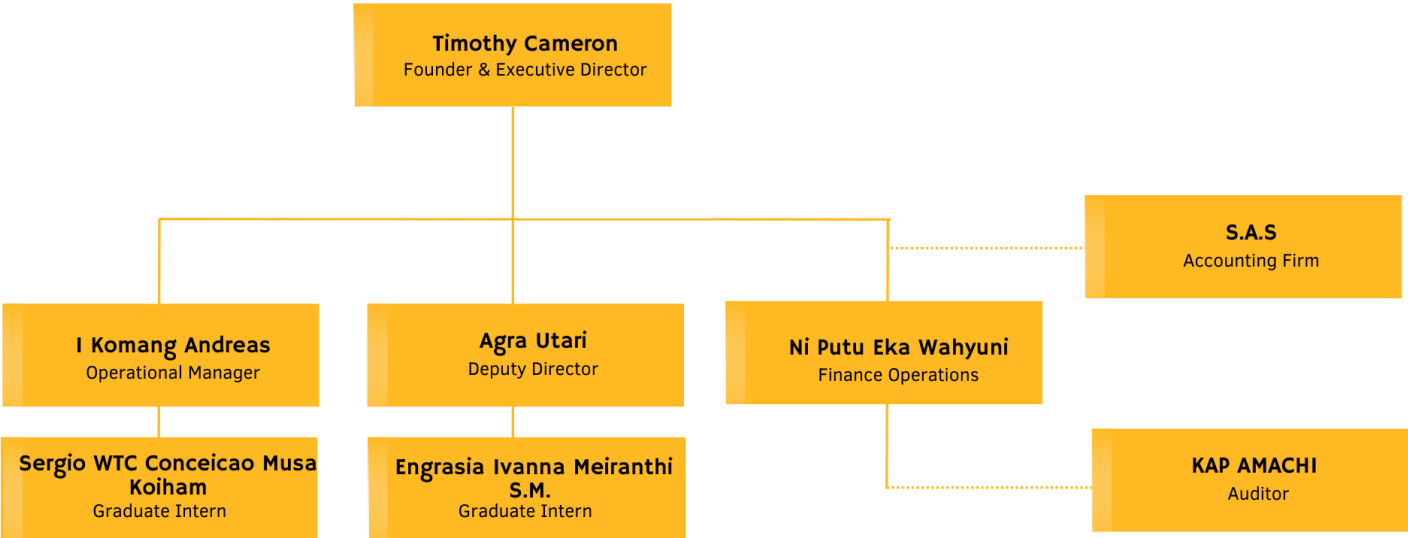 Timothy Cameron
Founder & Executive Director
S.A.S
Accounting Firm
I Komang Andreas
Operational Manager
Agra Utari
Deputy Director
Ni Putu Eka Wahyuni
Finance Operations
Sergio WTC Conceicao Musa
Koiham
Graduate Intern
Engrasia Ivanna Meiranthi
S.M.
Graduate Intern
KAP AMACHI
Auditor